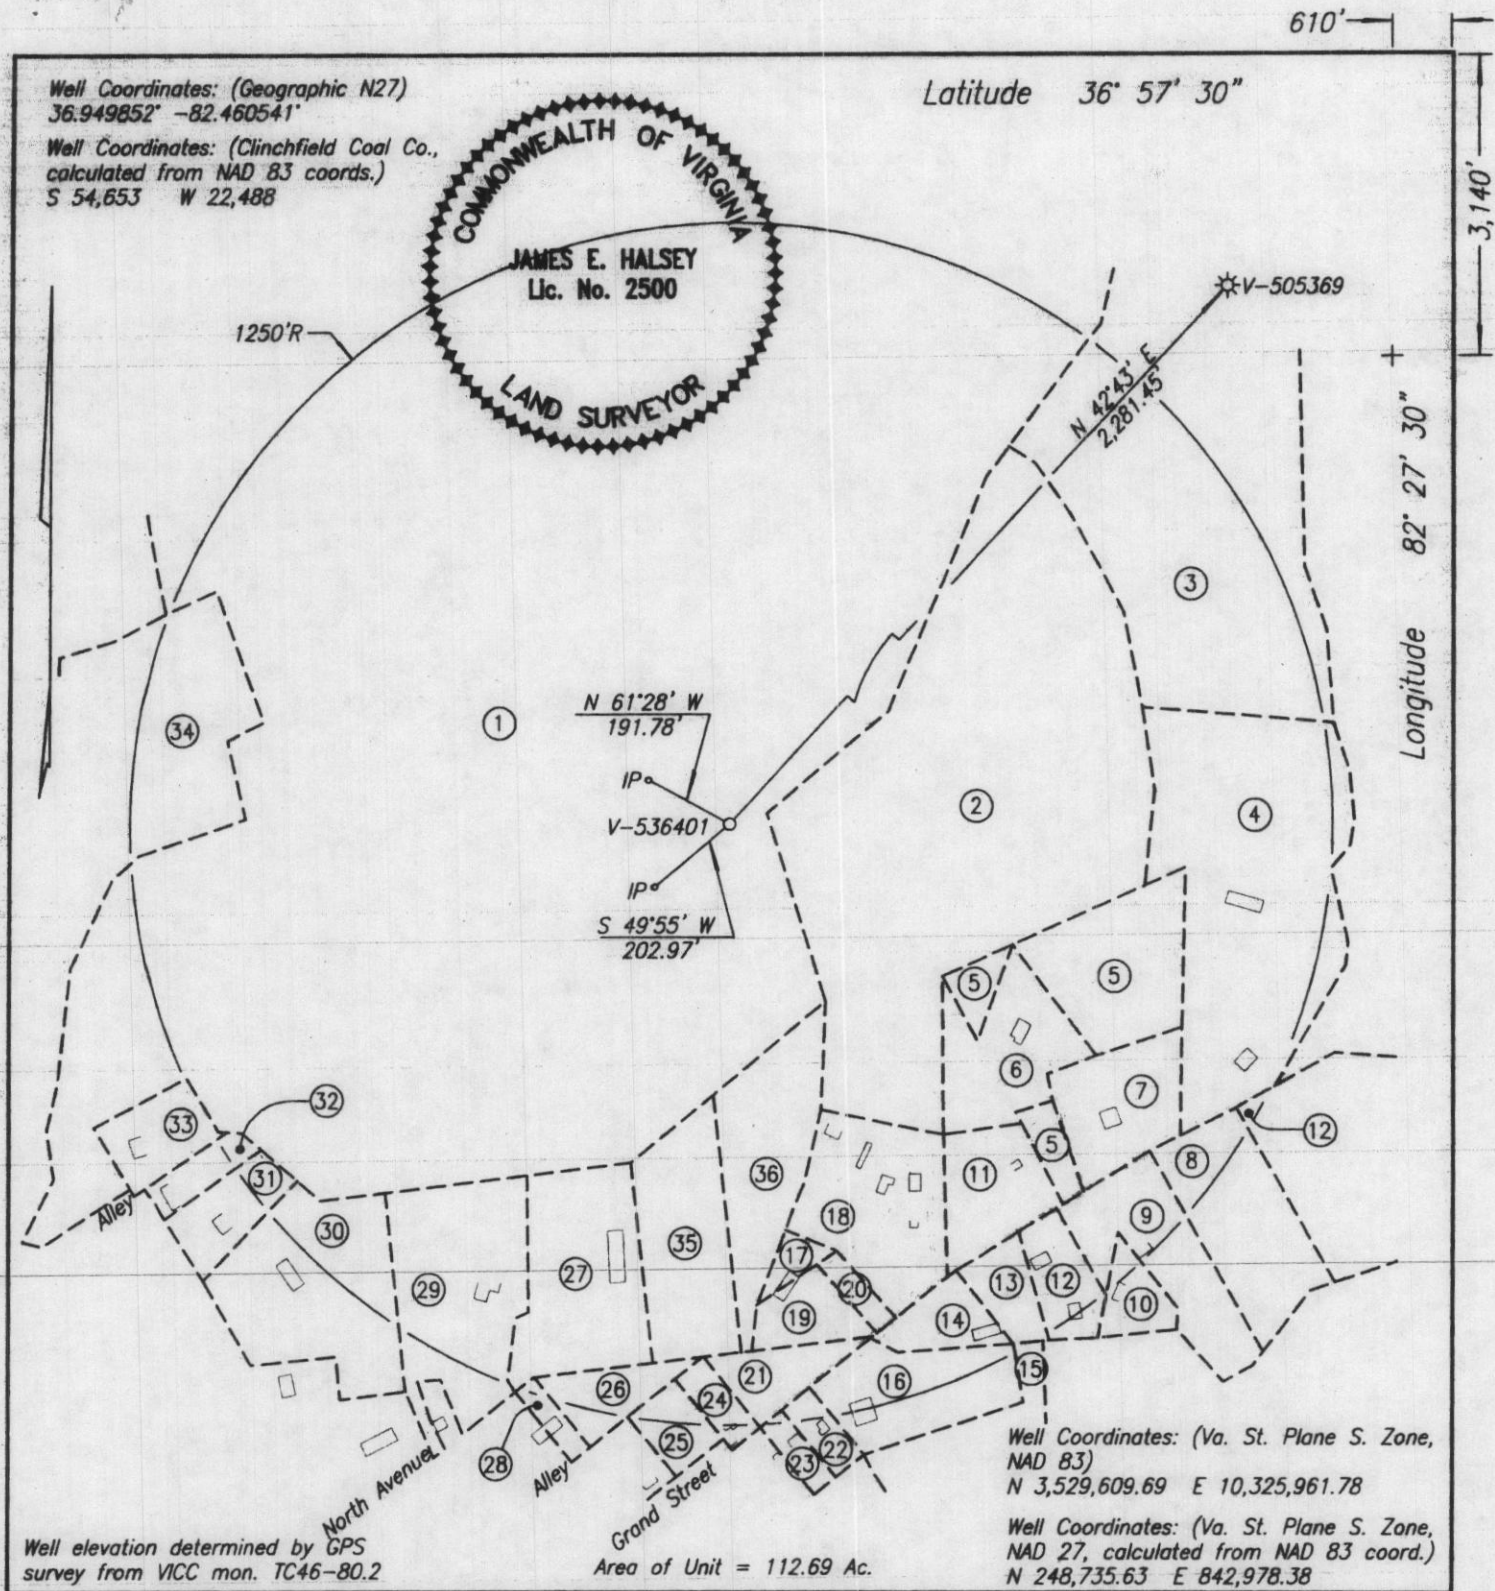 610'
Well Coordinates: (Geographic N27)
36.949852° -82.460541°
Well Coordinates: (Clinchfield Coal Co.,
calculated from NAD 83 coords.)
S 54,653 W 22,488
Latitude 36° 57' 30"
3,140'
COMMONWEALTH OF VIRGINIA
JAMES E. HALSEY
Lic. No. 2500
LAND SURVEYOR
1250'R
V-505369
N 42°43' E
2,281.45'
Longitude 82° 27' 30"
3
34
1
N 61°28' W
191.78'
IP
V-536401
IP
S 49°55' W
202.97'
2
4
5
5
6
7
32
33
12
5
8
31
Alley
36
11
30
18
9
35
17
29
27
20
13
12
10
19
14
26
21
15
24
16
28
25
23
22
North Avenue
Alley
Grand Street
Well Coordinates: (Va. St. Plane S. Zone,
NAD 83)
N 3,529,609.69 E 10,325,961.78
Well Coordinates: (Va. St. Plane S. Zone,
NAD 27, calculated from NAD 83 coord.)
N 248,735.63 E 842,978.38
Well elevation determined by GPS
survey from VICC mon. TC46-80.2
Area of Unit = 112.69 Ac.